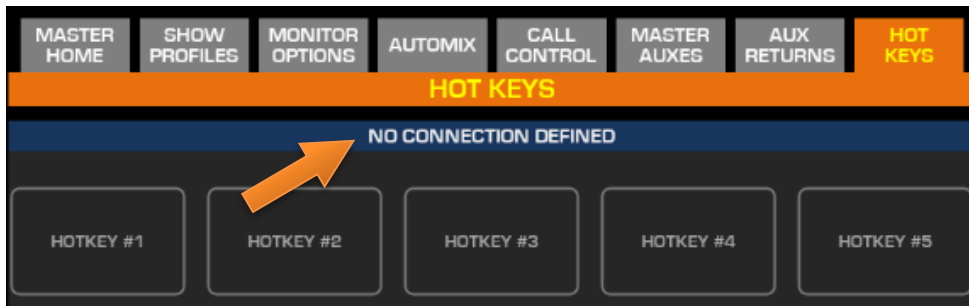 MASTER HOME
SHOW PROFILES
MONITOR OPTIONS
AUTOMIX
CALL CONTROL
MASTER AUXES
AUX RETURNS
HOT KEYS
HOT KEYS
NO CONNECTION DEFINED
HOTKEY #1
HOTKEY #2
HOTKEY #3
HOTKEY #4
HOTKEY #5